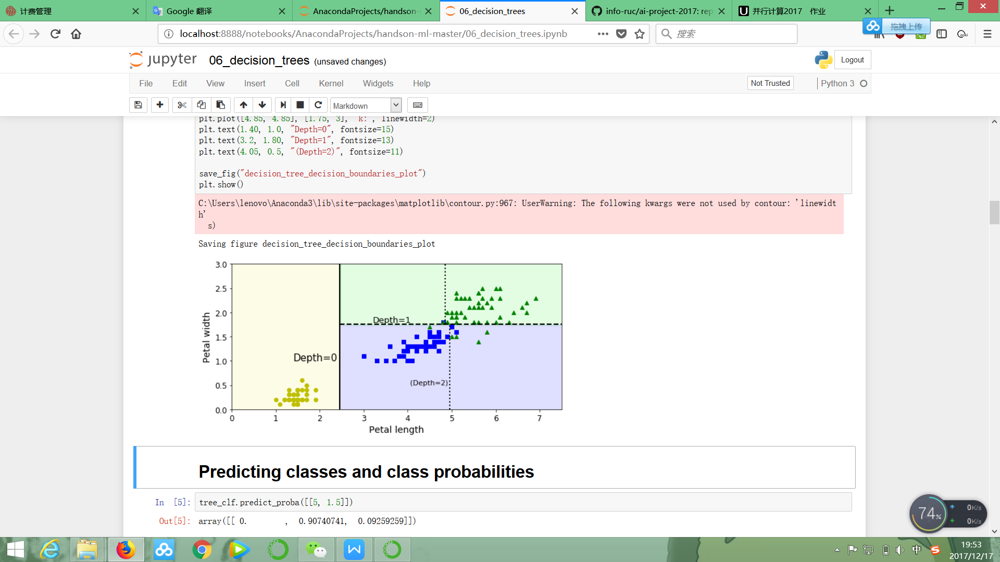 计费管理
Google 翻译
AnacondaProjects/handson-
06_decision_trees
info-ruc/ai-project-2017: rep
并行计算2017 作业
localhost:8888/notebooks/AnacondaProjects/handson-ml-master/06_decision_trees.ipynb
搜索
拖拽上传
jupyter 06_decision_trees (unsaved changes)
Logout
File Edit View Insert Cell Kernel Widgets Help
Not Trusted
Python 3
Markdown
plt.plot([4.85, 4.85], [1.75, 3], "k:", linewidth=2)
plt.text(1.40, 1.0, "Depth=0", fontsize=15)
plt.text(3.2, 1.80, "Depth=1", fontsize=13)
plt.text(4.05, 0.5, "(Depth=2)", fontsize=11)
save_fig("decision_tree_decision_boundaries_plot")
plt.show()
C:\Users\lenovo\Anaconda3\lib\site-packages\matplotlib\contour.py:967: UserWarning: The following kwargs were not used by contour: 'linewidt
h'
s)
Saving figure decision_tree_decision_boundaries_plot
3.0
2.5
2.0
1.5
1.0
0.5
0.0
Petal width
Depth=1
Depth=0
(Depth=2)
0 1 2 3 4 5 6 7
Petal length
Predicting classes and class probabilities
In [5]:
tree_clf.predict_proba([[5, 1.5]])
Out[5]:
array([[ 0. , 0.90740741, 0.09259259]])
74%
0K/s
0K/s
中
19:53
2017/12/17